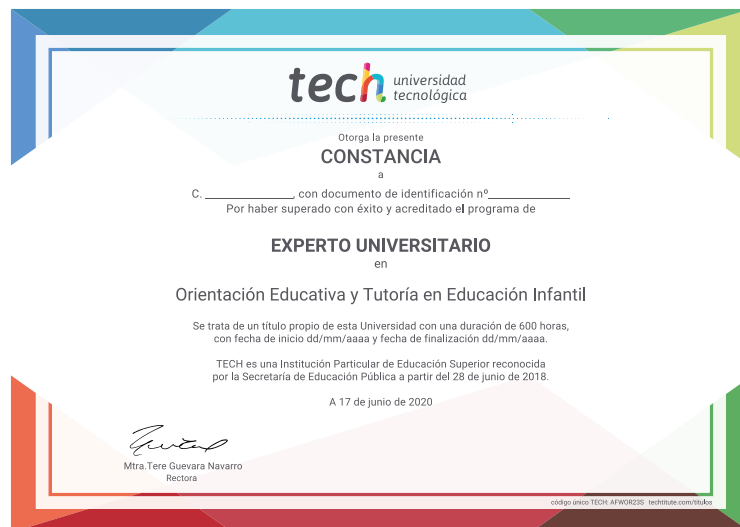 tech universidad
tecnológica
Otorga la presente
CONSTANCIA
a
C. ______________, con documento de identificación nº______________
Por haber superado con éxito y acreditado el programa de
EXPERTO UNIVERSITARIO
en
Orientación Educativa y Tutoría en Educación Infantil
Se trata de un título propio de esta Universidad con una duración de 600 horas,
con fecha de inicio dd/mm/aaaa y fecha de finalización dd/mm/aaaa.
TECH es una Institución Particular de Educación Superior reconocida
por la Secretaría de Educación Pública a partir del 28 de junio de 2018.
A 17 de junio de 2020
Mtra.Tere Guevara Navarro
Rectora
código único TECH: AFWOR23S techtitute.com/titulos